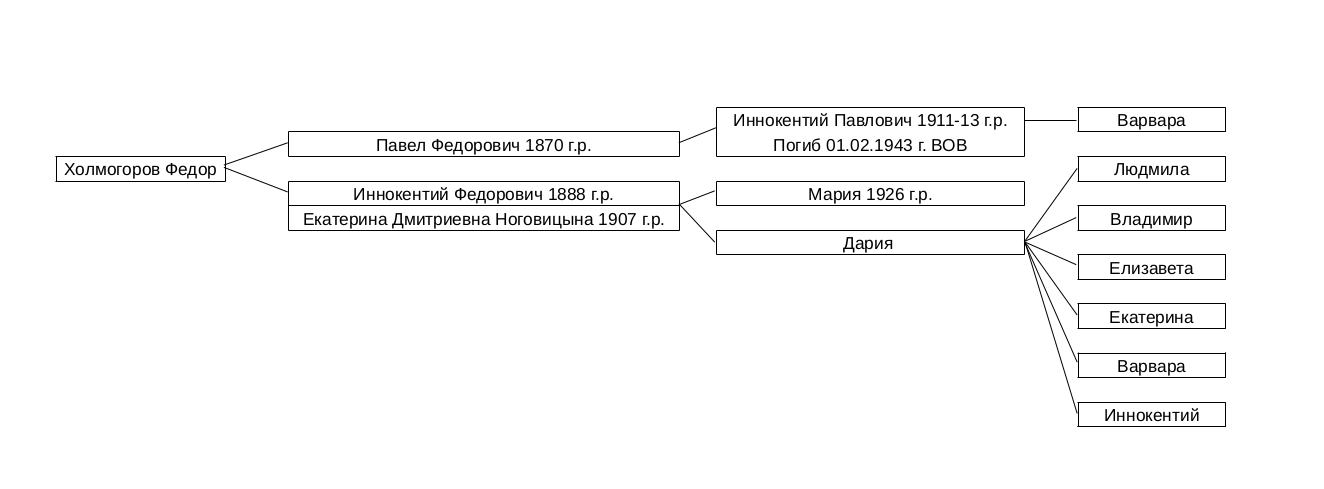 Холмогоров Федор
Павел Федорович 1870 г.р.
Иннокентий Федорович 1888 г.р.
Екатерина Дмитриевна Ноговицына 1907 г.р.
Иннокентий Павлович 1911-13 г.р.
Погиб 01.02.1943 г. ВОВ
Мария 1926 г.р.
Дария
Варвара
Людмила
Владимир
Елизавета
Екатерина
Варвара
Иннокентий